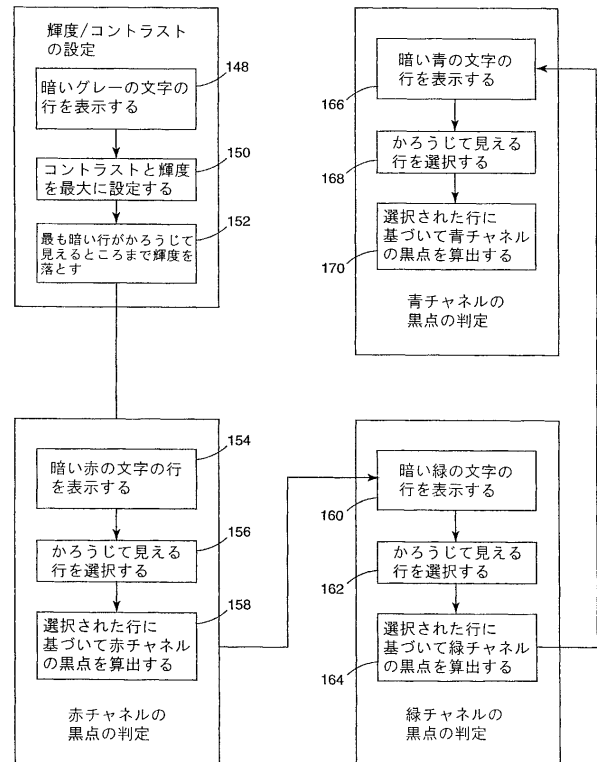 輝度/コントラスト
の設定
148
暗いグレーの文字の
行を表示する
150
コントラストと輝度
を最大に設定する
152
最も暗い行がかろうじて
見えるところまで輝度を
落とす
154
暗い赤の文字の行
を表示する
156
かろうじて見える
行を選択する
158
選択された行に
基づいて赤チャネル
の黒点を算出する
赤チャネルの
黒点の判定
暗い緑の文字の
行を表示する
160
かろうじて見える
行を選択する
162
選択された行に
基づいて緑チャネル
の黒点を算出する
164
緑チャネルの
黒点の判定
暗い青の文字の
行を表示する
166
かろうじて見える
行を選択する
168
選択された行に
基づいて青チャネル
の黒点を算出する
170
青チャネルの
黒点の判定